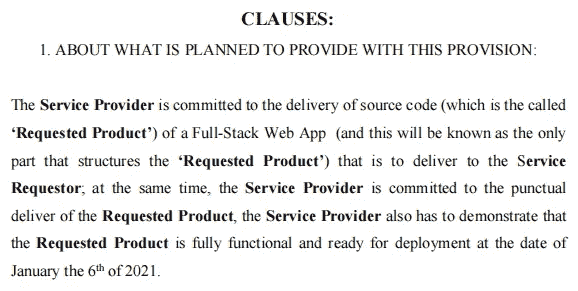 CLAUSES:
1. ABOUT WHAT IS PLANNED TO PROVIDE WITH THIS PROVISION:
The Service Provider is committed to the delivery of source code (which is the called
‘Requested Product’) of a Full-Stack Web App (and this will be known as the only
part that structures the ‘Requested Product’) that is to deliver to the Service
Requestor; at the same time, the Service Provider is committed to the punctual
deliver of the Requested Product, the Service Provider also has to demonstrate that
the Requested Product is fully functional and ready for deployment at the date of
January the 6th of 2021.